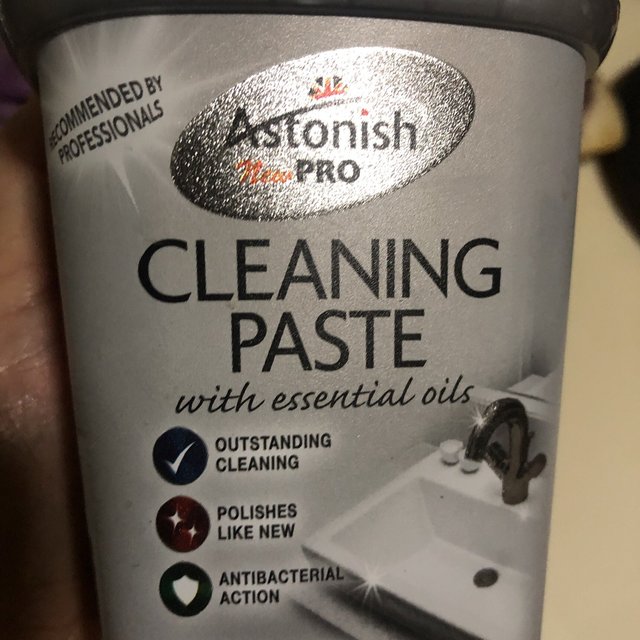 RECOMMENDED BY
PROFESSIONALS
Astonish
New PRO
CLEANING
PASTE
with essential oils
OUTSTANDING
CLEANING
POLISHES
LIKE NEW
ANTIBACTERIAL
ACTION